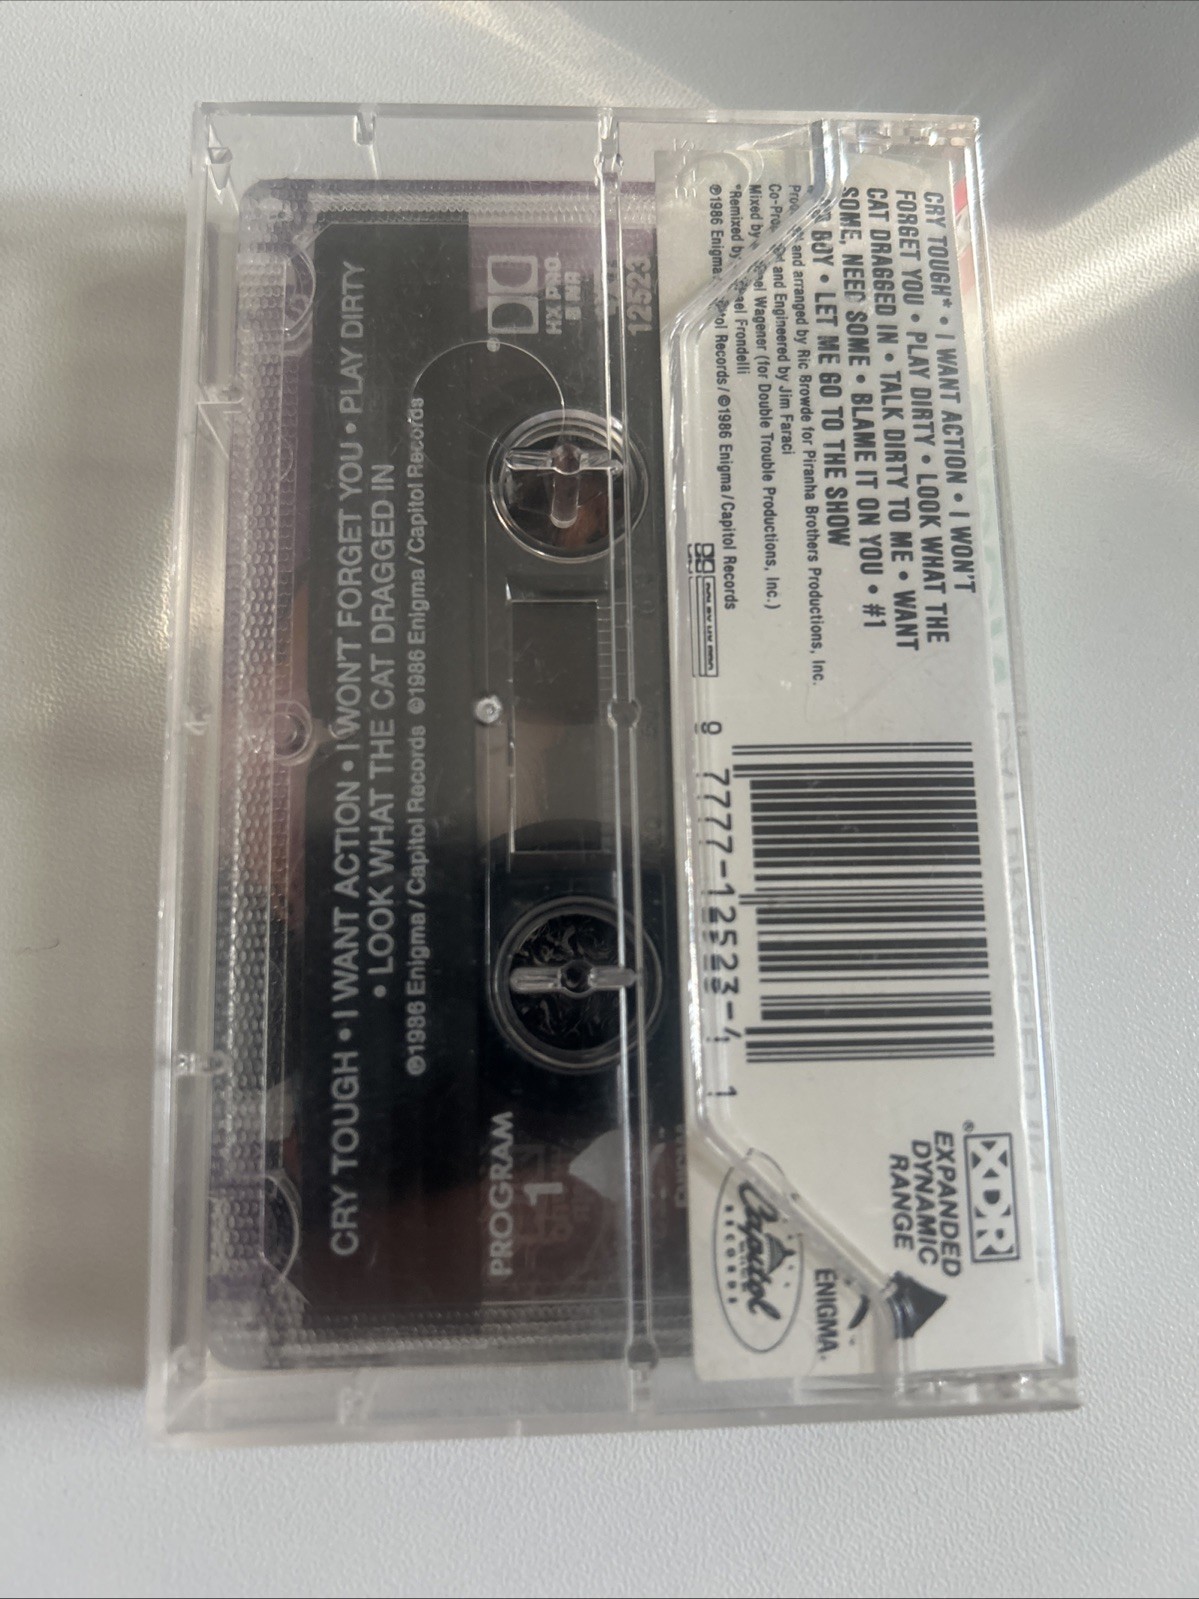 CRY TOUGH* • I WANT ACTION • I WON'T
FORGET YOU • PLAY DIRTY • LOOK WHAT THE
CAT DRAGGED IN • TALK DIRTY TO ME • WANT
SOME, NEED SOME • BLAME IT ON YOU • #1
BOY • LET ME GO TO THE SHOW
and arranged by Ric Browde for Piranha Brothers Productions, Inc.
and Engineered by Jim Faraci
Mixed by Wagener (for Double Trouble Productions, Inc.)
*Remixed by Frondelli
℗1986 Enigma Records/©1986 Enigma/Capitol Records
0 7777-12523-4 1
XDR
®
EXPANDED
DYNAMIC
RANGE
ENIGMA
Capitol
RECORDS
CRY TOUGH • I WANT ACTION • I WON'T FORGET YOU • PLAY DIRTY
• LOOK WHAT THE CAT DRAGGED IN
℗1986 Enigma/Capitol Records ©1986 Enigma/Capitol Records
PROGRAM
1
HX PRO